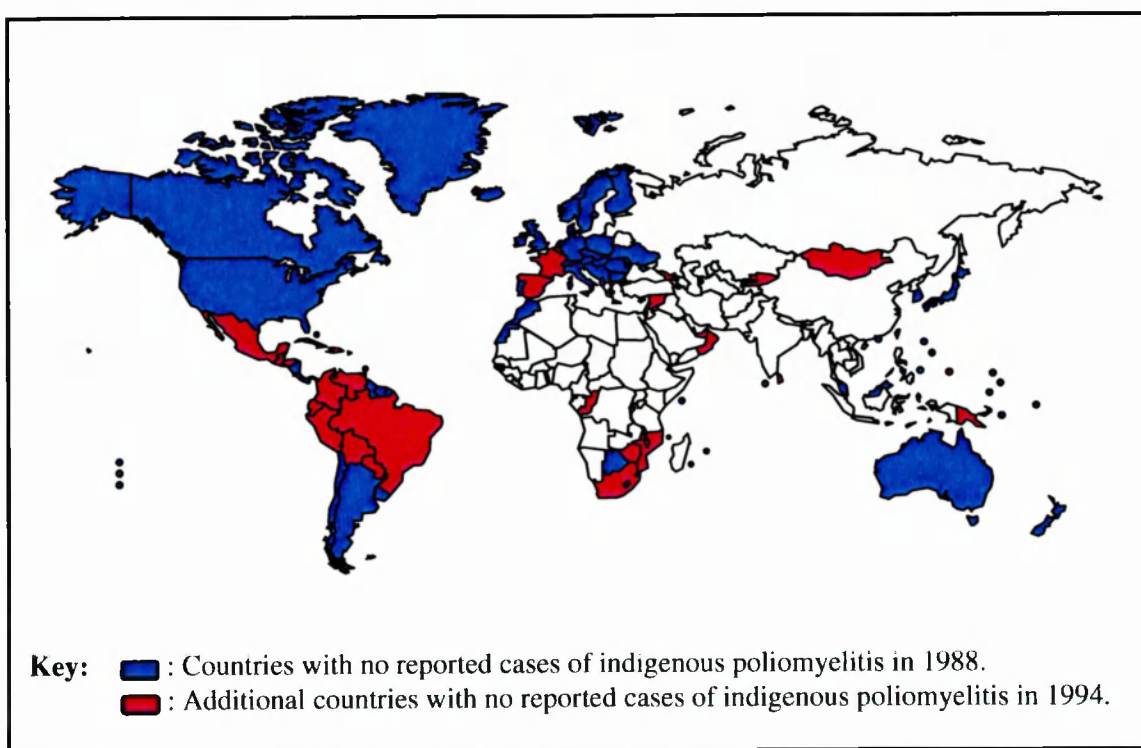 Key: : Countries with no reported cases of indigenous poliomyelitis in 1988.
: Additional countries with no reported cases of indigenous poliomyelitis in 1994.